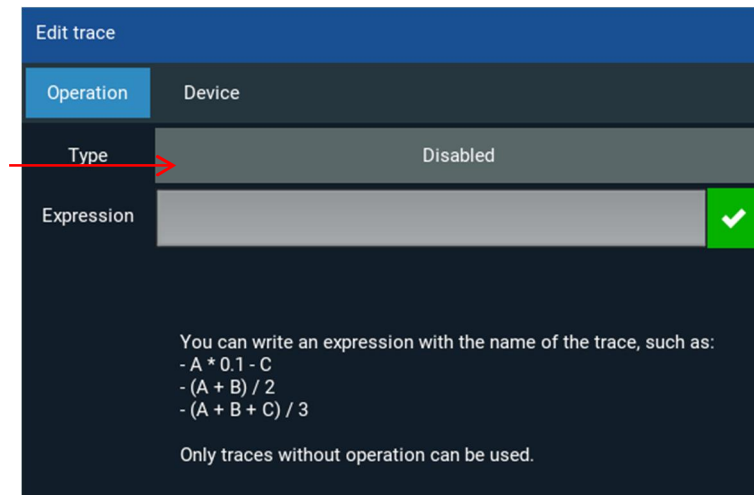 Edit trace
Operation Device
Type Disabled
Expression
You can write an expression with the name of the trace, such as:
- A * 0.1 - C
- (A + B) / 2
- (A + B + C) / 3
Only traces without operation can be used.